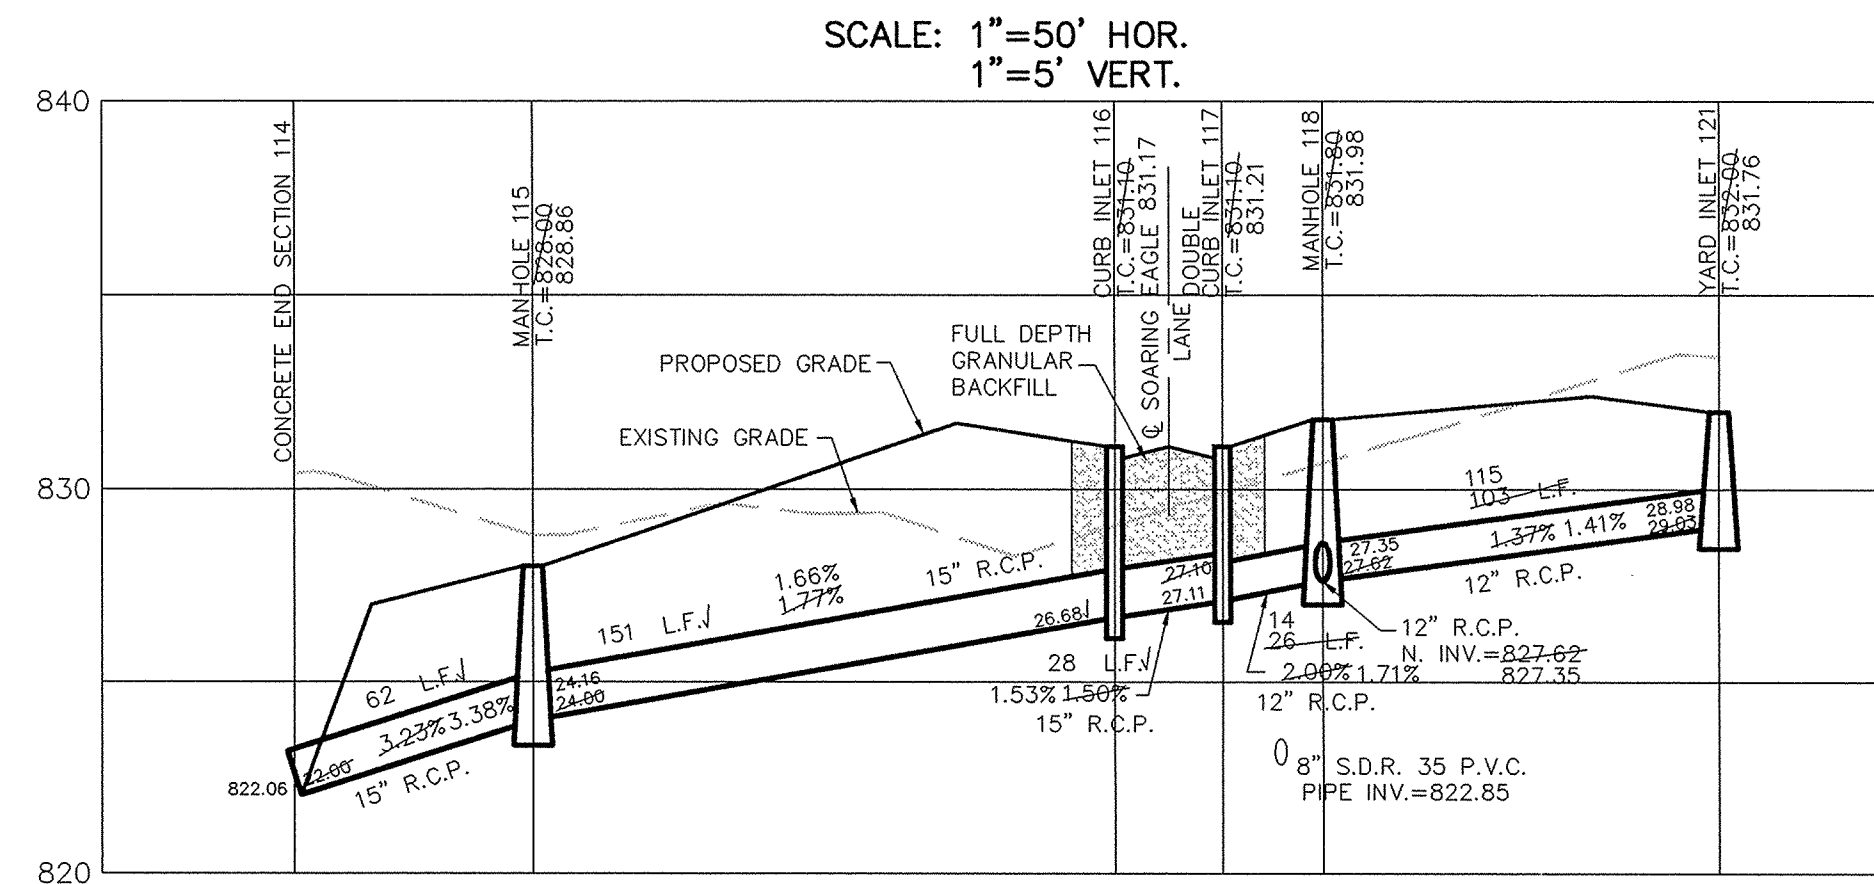 SCALE: 1"=50' HOR.
1"=5' VERT.
840
830
820
CONCRETE END SECTION 114
MANHOLE 115
T.C.=828.00
828.86
CURB INLET 116
T.C.=831.10
831.17
℄ SOARING EAGLE
LANE
DOUBLE
CURB INLET 117
T.C.=831.10
831.21
MANHOLE 118
T.C.=831.80
831.98
YARD INLET 121
T.C.=832.00
831.76
PROPOSED GRADE
EXISTING GRADE
FULL DEPTH
GRANULAR
BACKFILL
62 L.F.√
3.23% 3.38%
15" R.C.P.
822.06
22.00
24.16
24.00
151 L.F.√
1.66%
1.77%
15" R.C.P.
26.68√
27.10
27.11
28 L.F.√
1.53% 1.50%
15" R.C.P.
14
26 L.F.
2.00% 1.71%
12" R.C.P.
27.35
27.62
12" R.C.P.
N. INV.=827.62
827.35
115
103 L.F.
1.37% 1.41%
12" R.C.P.
28.98
29.03
8" S.D.R. 35 P.V.C.
PIPE INV.=822.85